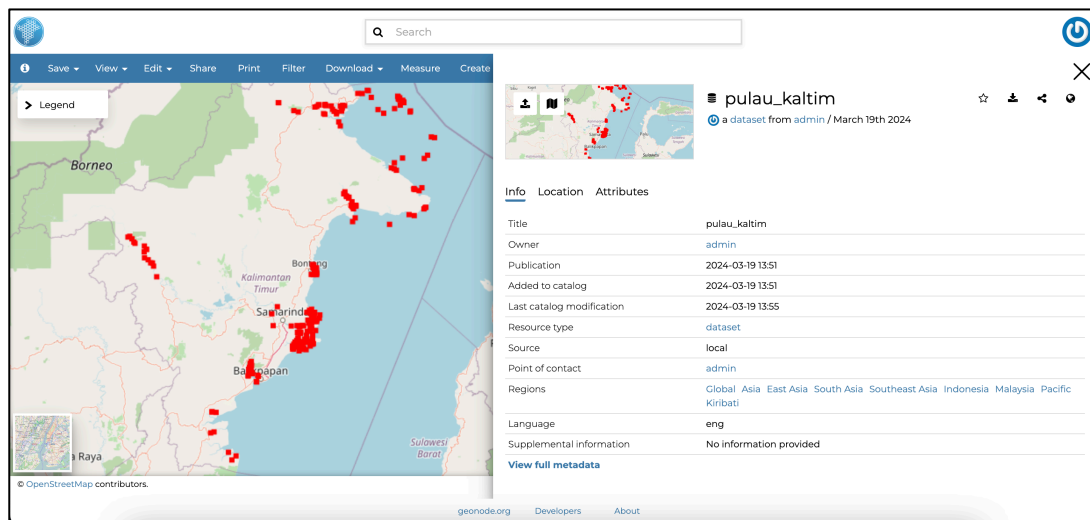 Search
Save View Edit Share Print Filter Download Measure Create
Legend
Borneo
Bontang
Kalimantan
Timur
Samarinda
Balikpapan
Sulawesi
Barat
a Raya
© OpenStreetMap contributors.
pulau_kaltim
a dataset from admin / March 19th 2024
Info Location Attributes
Title pulau_kaltim
Owner admin
Publication 2024-03-19 13:51
Added to catalog 2024-03-19 13:51
Last catalog modification 2024-03-19 13:55
Resource type dataset
Source local
Point of contact admin
Regions Global Asia East Asia South Asia Southeast Asia Indonesia Malaysia Pacific
Kiribati
Language eng
Supplemental information No information provided
View full metadata
geonode.org Developers About